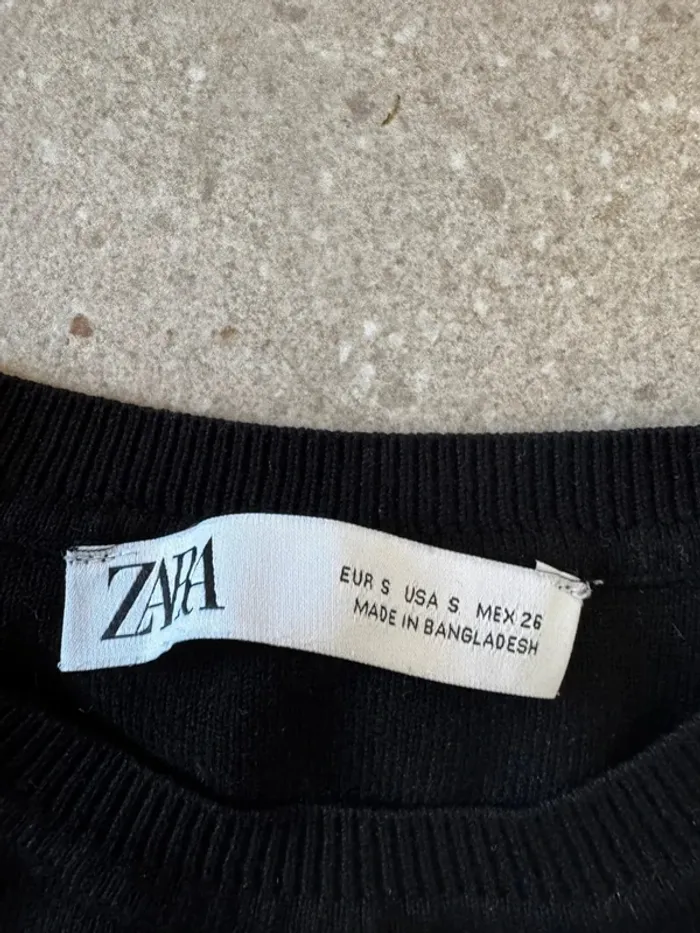 ZARA
EUR S USA S MEX 26
MADE IN BANGLADESH